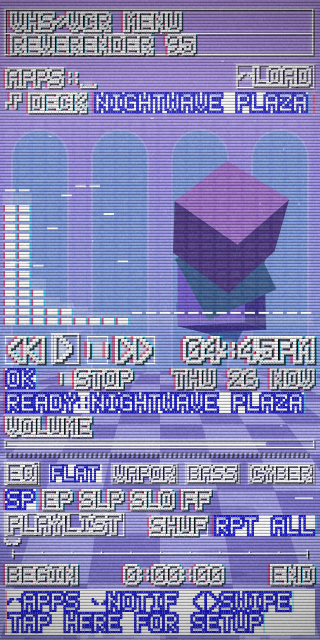 VHS/VCR MENU
REWERENDER 95
APPS::_
LOAD
DECK NIGHTWAVE PLAZA
04:45PM
OK STOP THU 26 NOV
READY::NIGHTWAVE PLAZA
VOLUME
EQ FLAT VAPOR BASS CYBER
SP EP SLP SLO FF
PLAYLIST SHUF RPT ALL
BEGIN 0:00:00 END
APPS NOTIF SWIPE
TAP HERE FOR SETUP